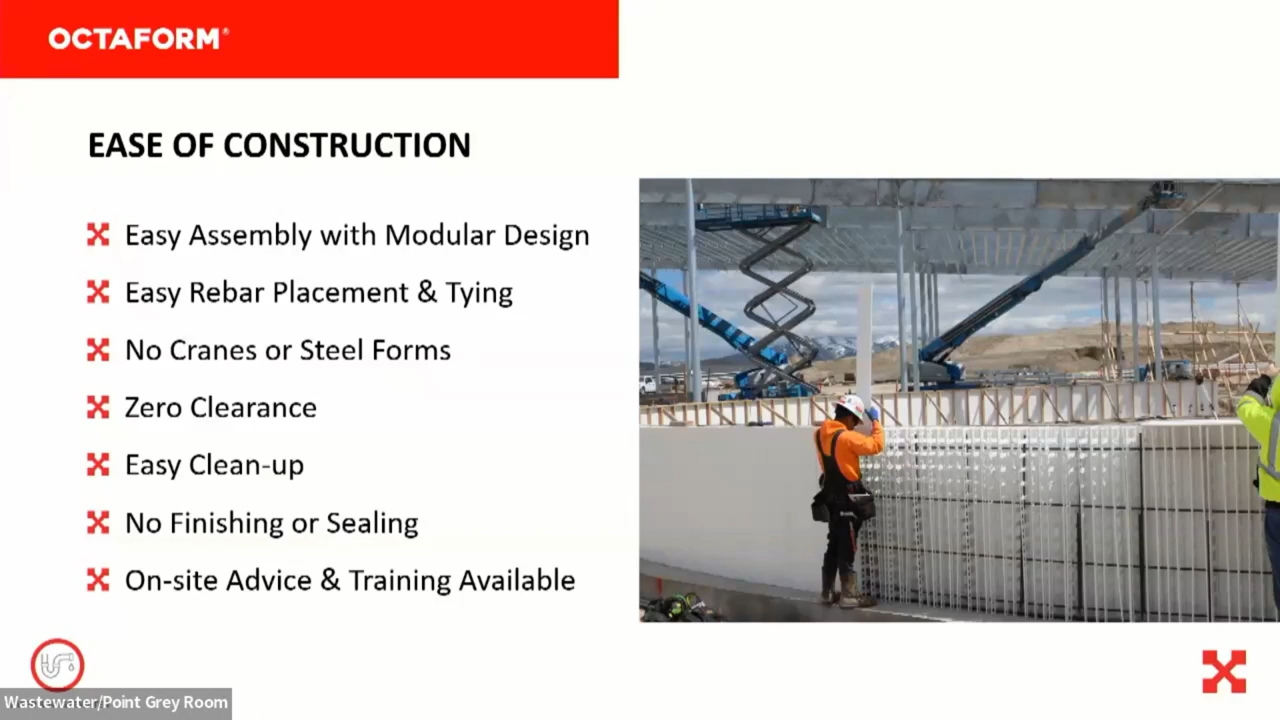 OCTAFORM®
EASE OF CONSTRUCTION
Easy Assembly with Modular Design
Easy Rebar Placement & Tying
No Cranes or Steel Forms
Zero Clearance
Easy Clean-up
No Finishing or Sealing
On-site Advice & Training Available
Wastewater/Point Grey Room